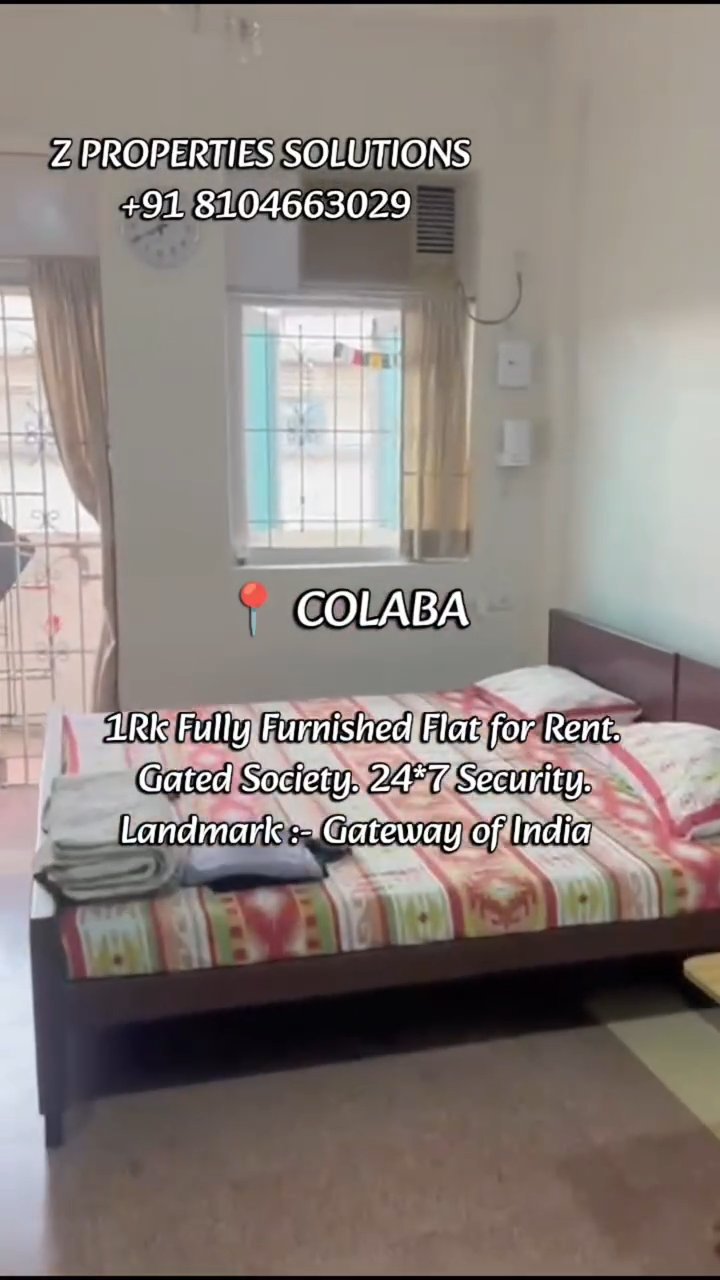 Z PROPERTIES SOLUTIONS
+91 8104663029
📍 COLABA
1Rk Fully Furnished Flat for Rent.
Gated Society. 24*7 Security.
Landmark :- Gateway of India